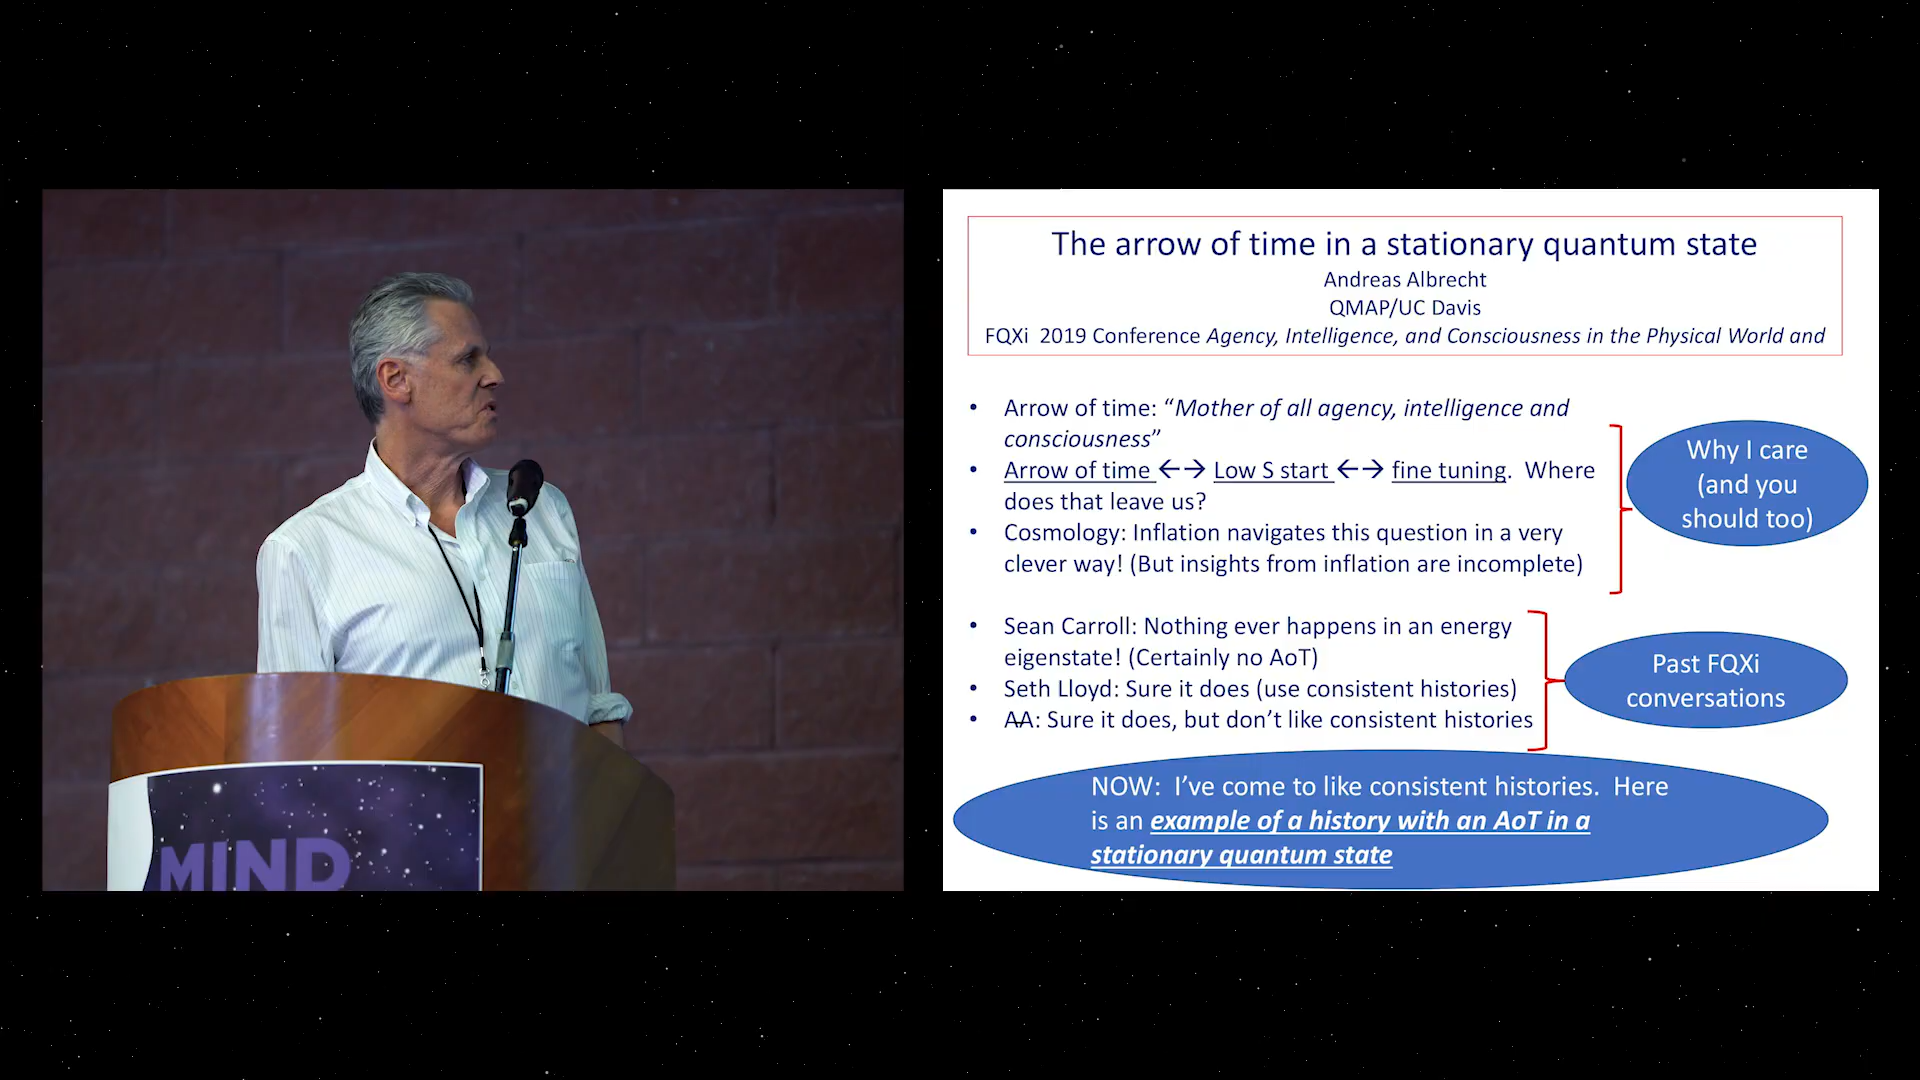 The arrow of time in a stationary quantum state
Andreas Albrecht
QMAP/UC Davis
FQXi 2019 Conference Agency, Intelligence, and Consciousness in the Physical World and
• Arrow of time: “Mother of all agency, intelligence and
consciousness”
• Arrow of time ←→ Low S start ←→ fine tuning. Where
does that leave us?
• Cosmology: Inflation navigates this question in a very
clever way! (But insights from inflation are incomplete)
Why I care
(and you
should too)
• Sean Carroll: Nothing ever happens in an energy
eigenstate! (Certainly no AoT)
• Seth Lloyd: Sure it does (use consistent histories)
• AA: Sure it does, but don’t like consistent histories
Past FQXi
conversations
NOW: I’ve come to like consistent histories. Here
is an example of a history with an AoT in a
stationary quantum state
MIND